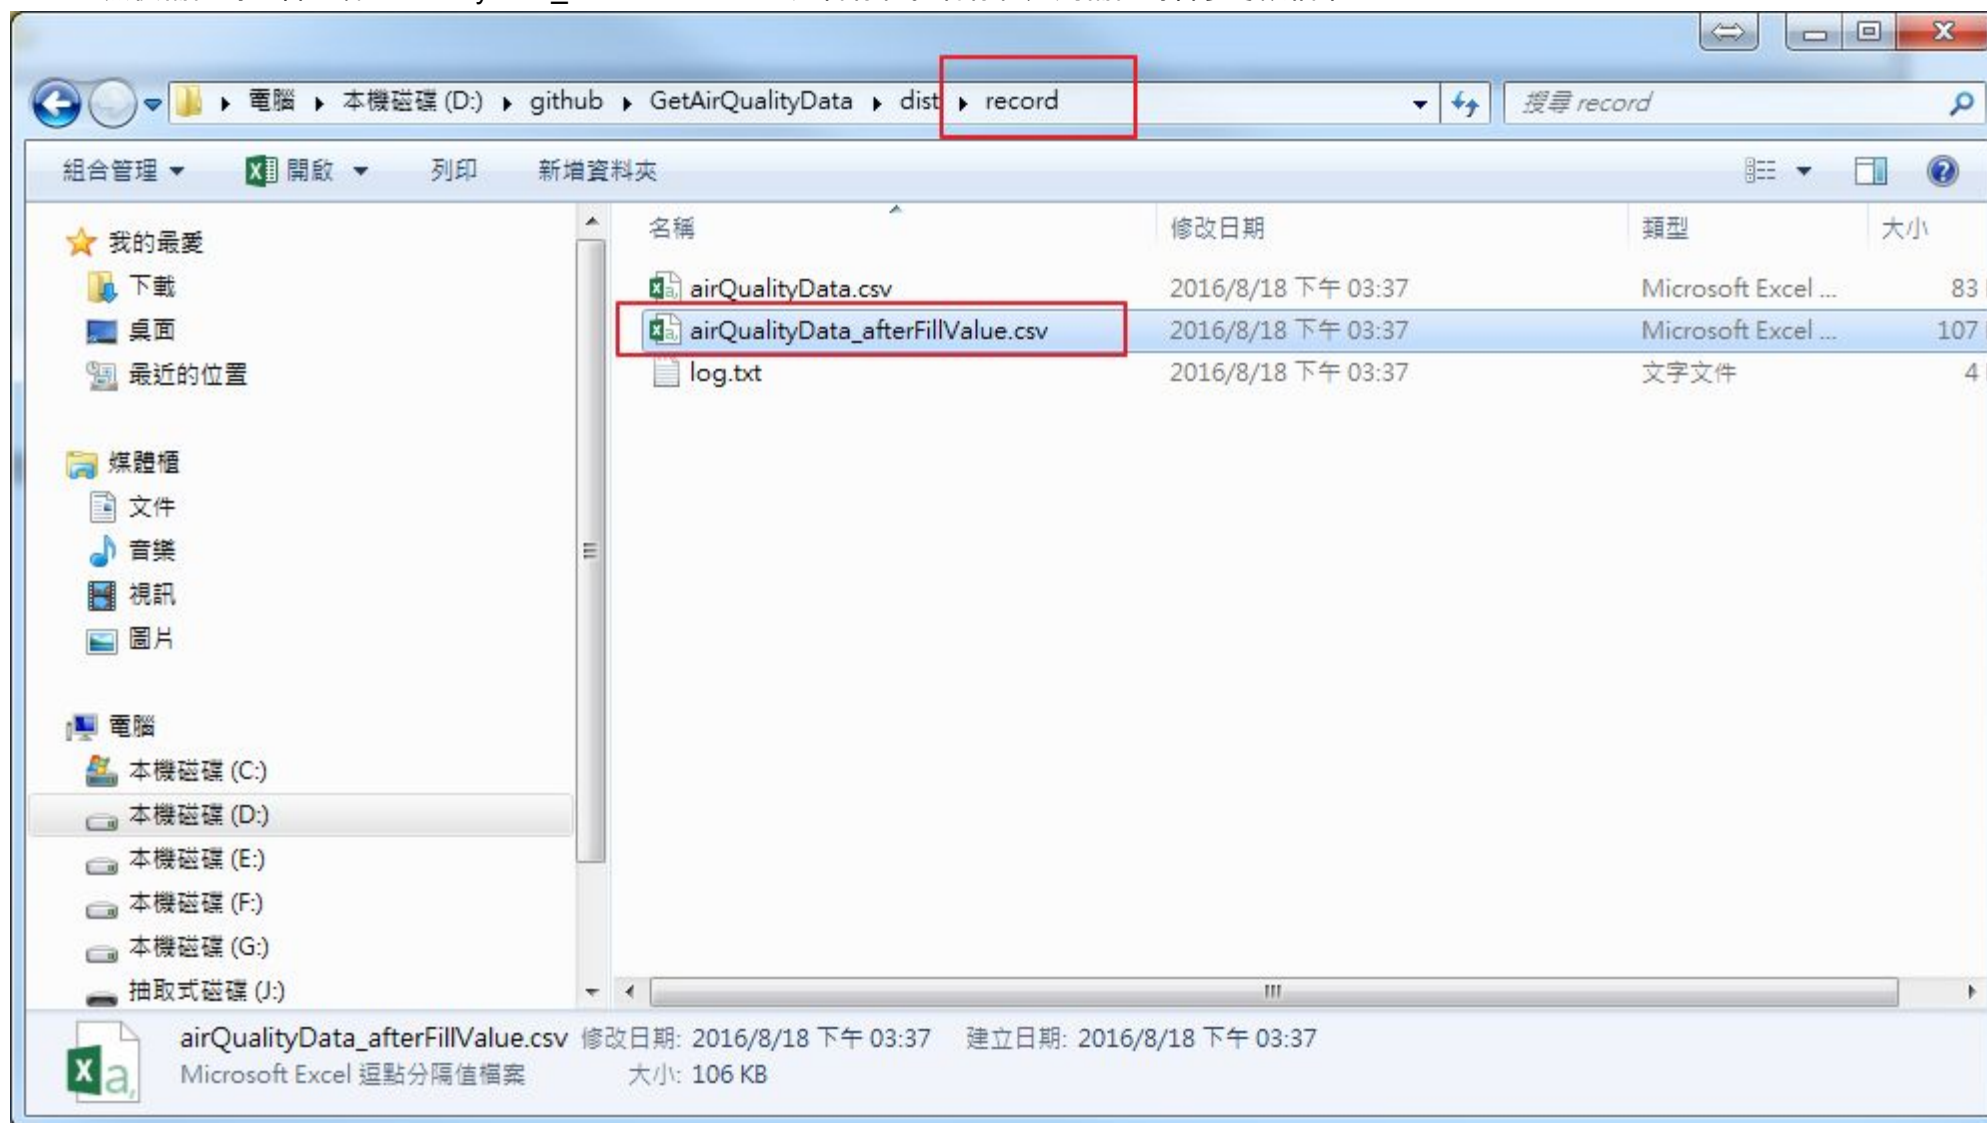 電腦 ▸ 本機磁碟 (D:) ▸ github ▸ GetAirQualityData ▸ dist ▸ record
搜尋 record
組合管理 開啟 列印 新增資料夾
名稱 修改日期 類型 大小
airQualityData.csv 2016/8/18 下午 03:37 Microsoft Excel ... 83
airQualityData_afterFillValue.csv 2016/8/18 下午 03:37 Microsoft Excel ... 107
log.txt 2016/8/18 下午 03:37 文字文件 4
我的最愛
下載
桌面
最近的位置
媒體櫃
文件
音樂
視訊
圖片
電腦
本機磁碟 (C:)
本機磁碟 (D:)
本機磁碟 (E:)
本機磁碟 (F:)
本機磁碟 (G:)
抽取式磁碟 (J:)
airQualityData_afterFillValue.csv 修改日期: 2016/8/18 下午 03:37 建立日期: 2016/8/18 下午 03:37
Microsoft Excel 逗點分隔值檔案 大小: 106 KB